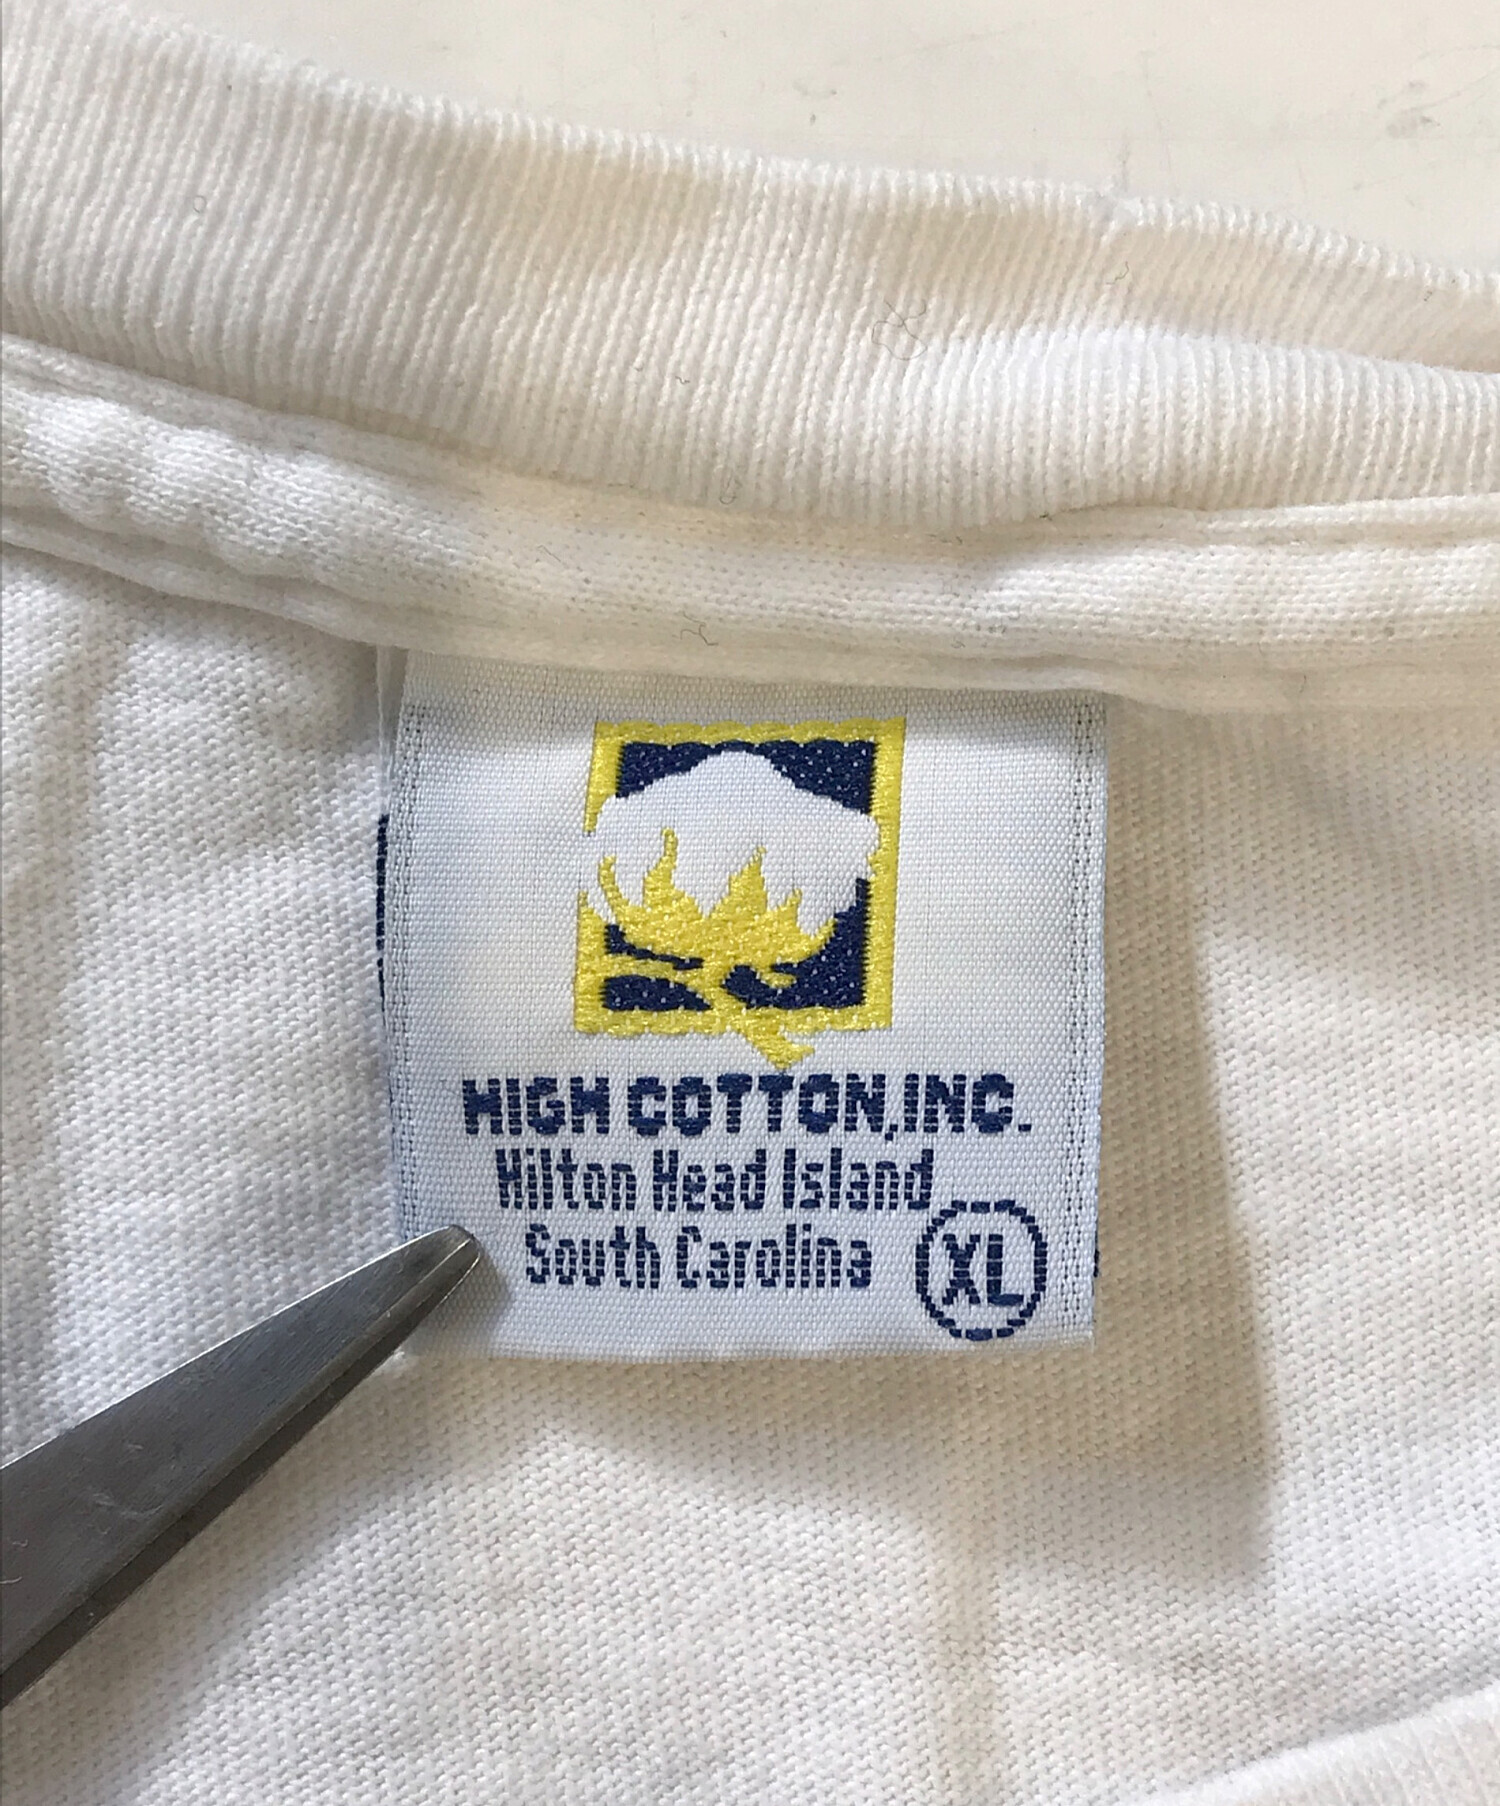 HIGH COTTON, INC.
Hilton Head Island
South Carolina
XL